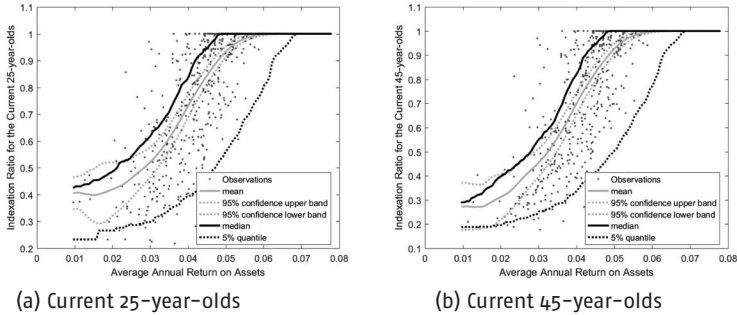 Indexation Ratio for the Current 25-year-olds
1.1
1
0.9
0.8
0.7
0.6
0.5
0.4
0.3
0.2
Observations
mean
95% confidence upper band
95% confidence lower band
median
5% quantile
0 0.01 0.02 0.03 0.04 0.05 0.06 0.07 0.08
Average Annual Return on Assets
(a) Current 25-year-olds
Indexation Ratio for the Current 45-year-olds
1.1
1
0.9
0.8
0.7
0.6
0.5
0.4
0.3
0.2
0.1
Observations
mean
95% confidence upper band
95% confidence lower band
median
5% quantile
0 0.01 0.02 0.03 0.04 0.05 0.06 0.07 0.08
Average Annual Return on Assets
(b) Current 45-year-olds